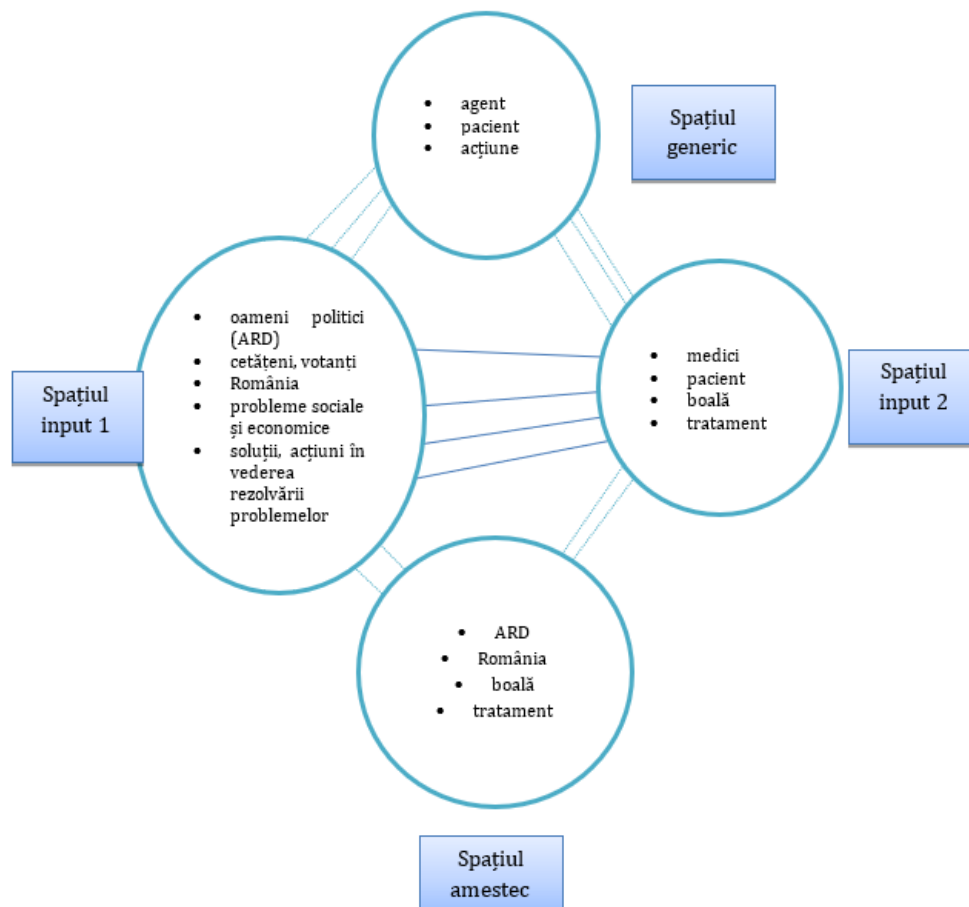 • agent
• pacient
• acțiune
Spațiul
generic
• oameni politici
(ARD)
• cetățeni, votanți
• România
• probleme sociale
și economice
• soluții, acțiuni în
vederea
rezolvării
problemelor
Spațiul
input 1
• medici
• pacient
• boală
• tratament
Spațiul
input 2
• ARD
• România
• boală
• tratament
Spațiul
amestec